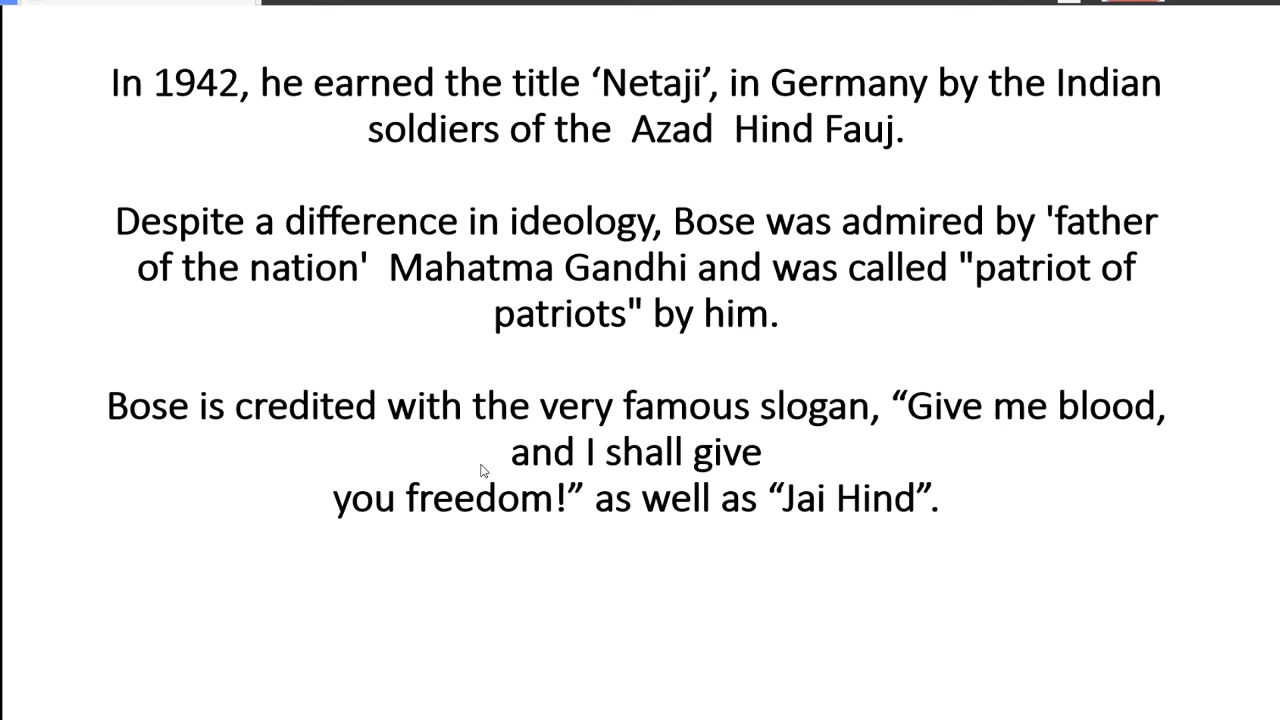 In 1942, he earned the title ‘Netaji’, in Germany by the Indian
soldiers of the  Azad  Hind Fauj.
Despite a difference in ideology, Bose was admired by 'father
of the nation'  Mahatma Gandhi and was called "patriot of
patriots" by him.
Bose is credited with the very famous slogan, “Give me blood,
and I shall give
you freedom!” as well as “Jai Hind”.